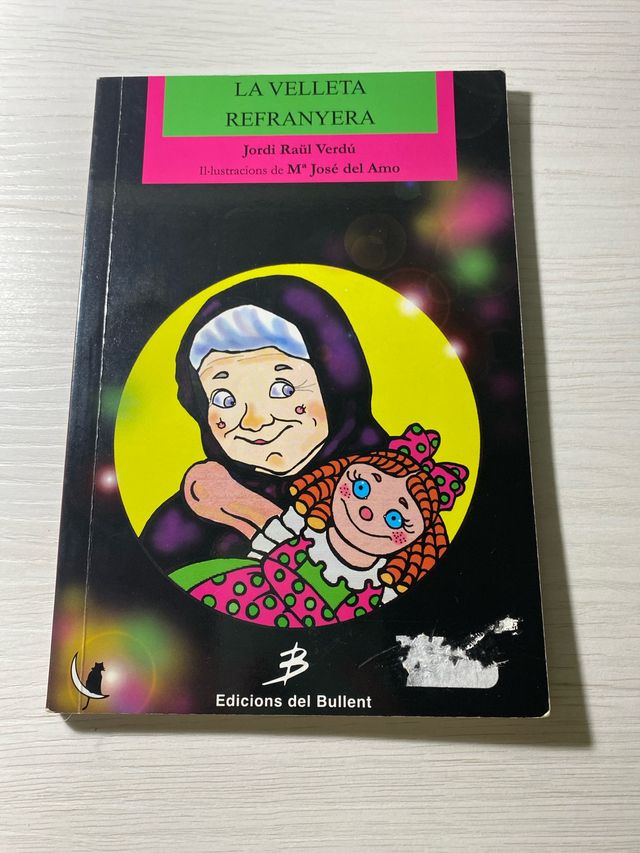 LA VELLETA
REFRANYERA
Jordi Raül Verdú
Il·lustracions de Mª José del Amo
B
Edicions del Bullent